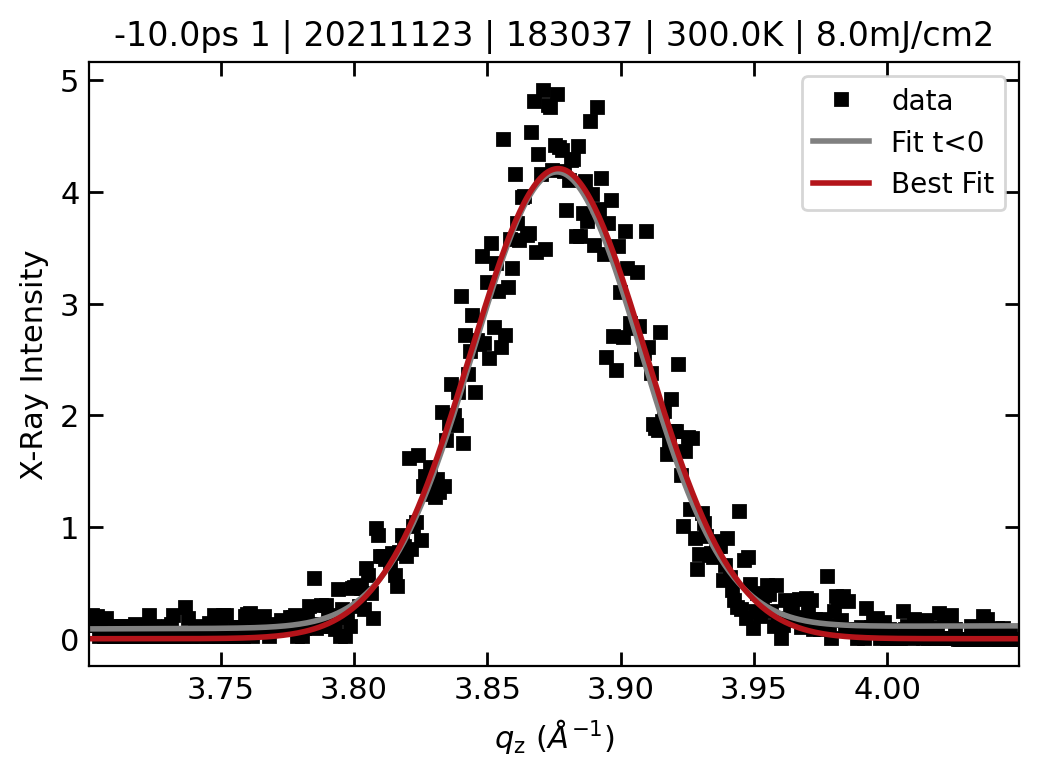 -10.0ps 1 | 20211123 | 183037 | 300.0K | 8.0mJ/cm2
data
Fit t<0
Best Fit
X-Ray Intensity
5
4
3
2
1
0
3.75 3.80 3.85 3.90 3.95 4.00
q_z (Å⁻¹)